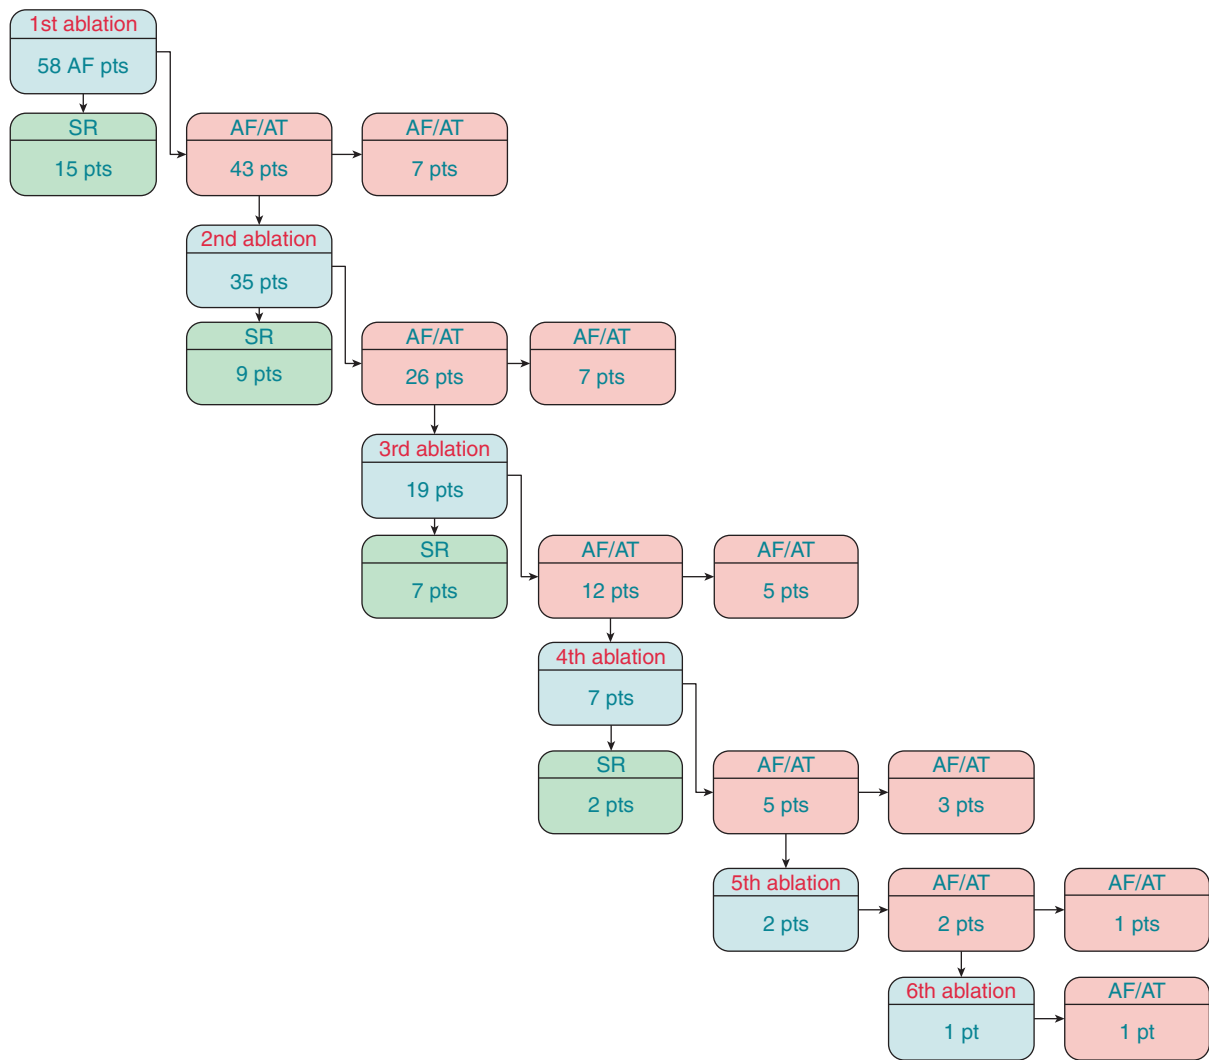 1st ablation
58 AF pts
SR
15 pts
AF/AT
43 pts
AF/AT
7 pts
2nd ablation
35 pts
SR
9 pts
AF/AT
26 pts
AF/AT
7 pts
3rd ablation
19 pts
SR
7 pts
AF/AT
12 pts
AF/AT
5 pts
4th ablation
7 pts
SR
2 pts
AF/AT
5 pts
AF/AT
3 pts
5th ablation
2 pts
AF/AT
2 pts
AF/AT
1 pts
6th ablation
1 pt
AF/AT
1 pt